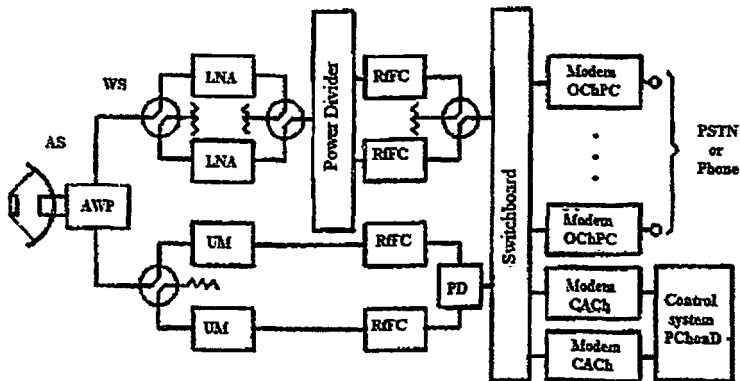 WS
LNA
LNA
AS
AWP
UM
UM
Power Divider
RfFC
RfFC
RfFC
RfFC
PD
Switchboard
Modem
OChPC
Modem
OChPC
Modem
CACh
Modem
CACh
PSTN
or
Phone
Control
system
PChonD